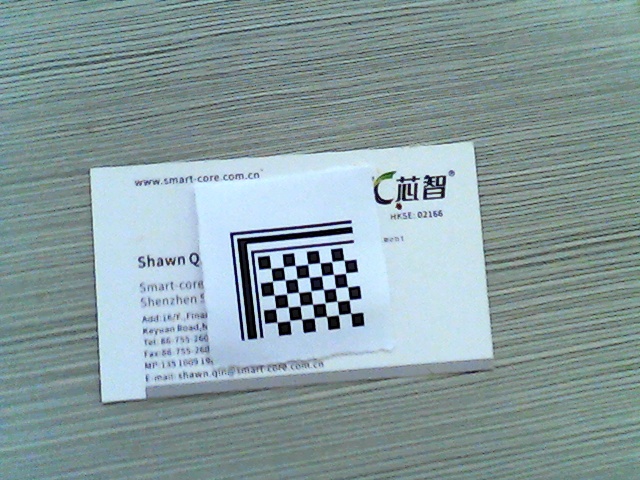 www.smart-core.com.cn
芯智®
HKSE: 02166
Shawn Q
Smart-core
Shenzhen S
Add: 16/F., Finan
Keyuan Road, N
Tel: 86-755-260
Fax: 86-755-260
MP: 135 1009 19
E-mail: shawn.qin@smart-core.com.cn